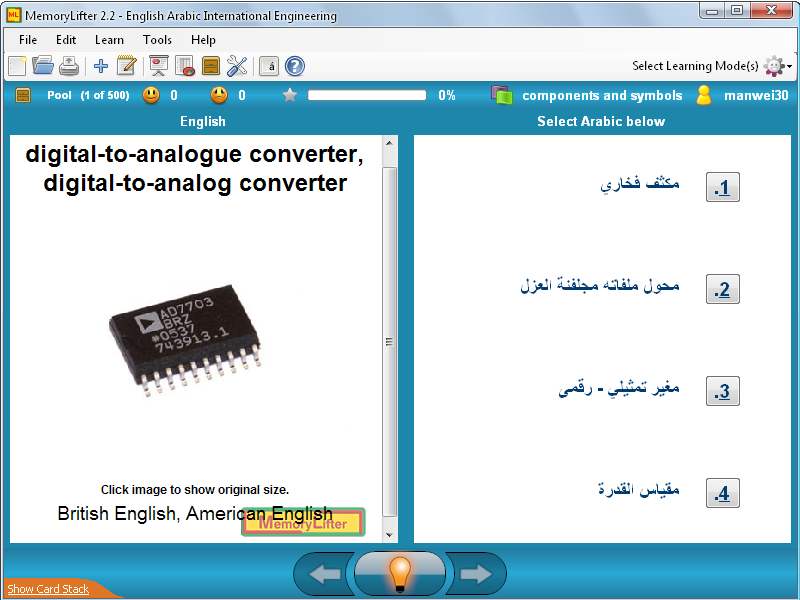 MemoryLifter 2.2 - English Arabic International Engineering
File Edit Learn Tools Help
á ? Select Learning Mode(s)
Pool (1 of 500) 0 0 0% components and symbols manwei30
English
Select Arabic below
digital-to-analogue converter,
digital-to-analog converter
AD7703
BRZ
#0537
743913.1
Click image to show original size.
British English, American English
MemoryLifter
مكثف فخاري
.1
محول ملفاته مجلفنة العزل
.2
مغير تمثيلي - رقمي
.3
مقياس القدرة
.4
Show Card Stack